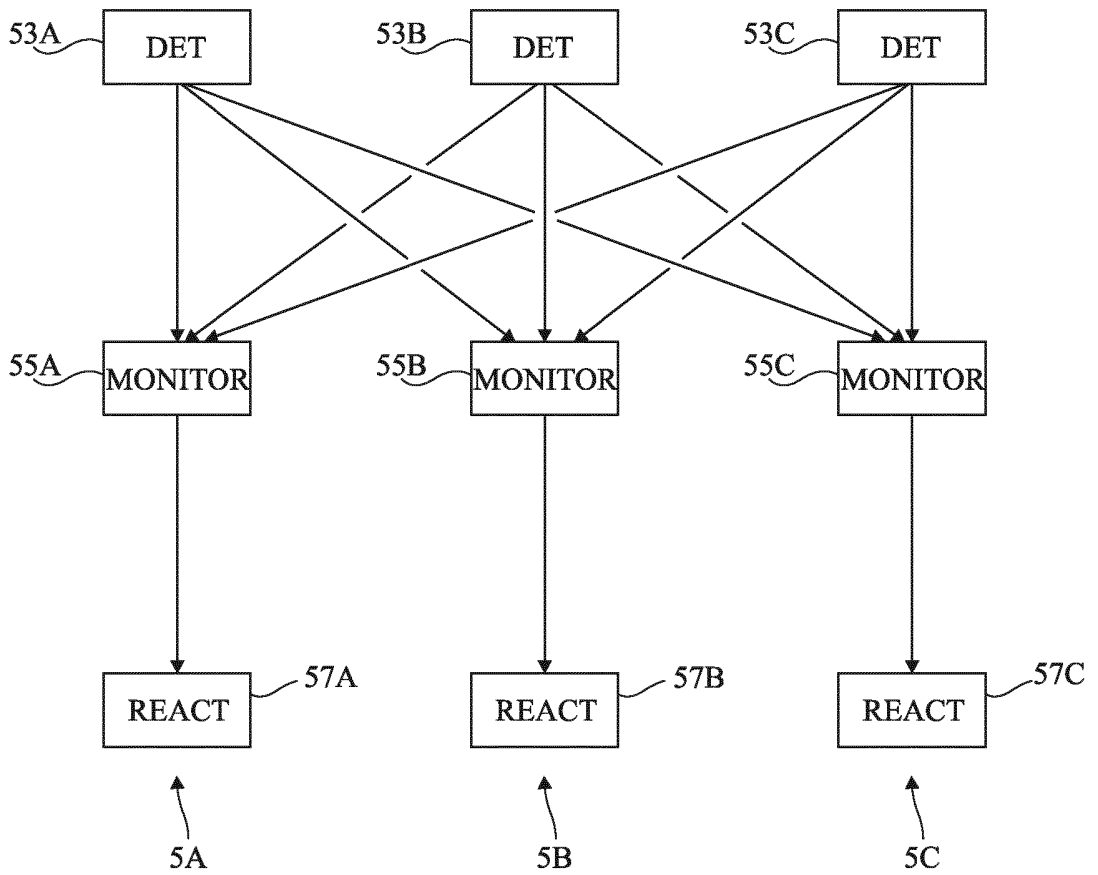 53A DET 53B DET 53C DET
55A MONITOR 55B MONITOR 55C MONITOR
REACT 57A REACT 57B REACT 57C
5A 5B 5C